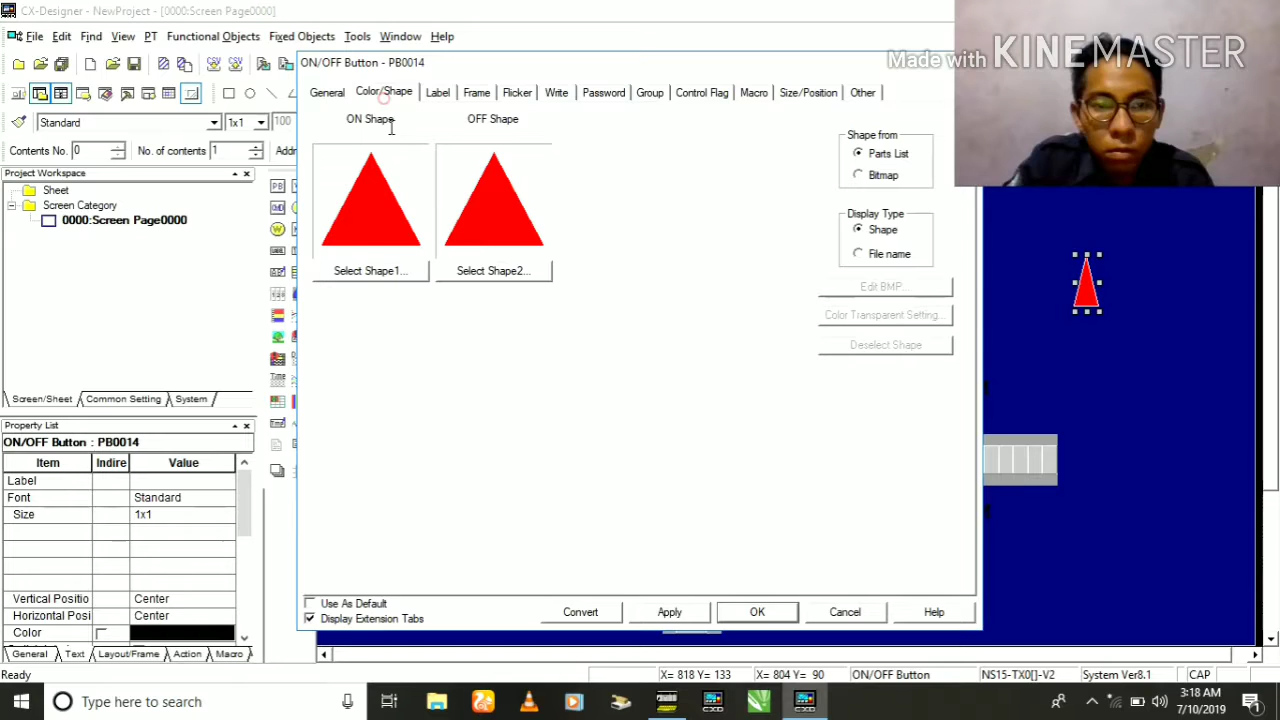 CX-Designer - NewProject - [0000:Screen Page0000]
Made with KINEMASTER
File Edit Find View PT Functional Objects Fixed Objects Tools Window Help
ON/OFF Button - PB0014
General Color/Shape Label Frame Flicker Write Password Group Control Flag Macro Size/Position Other
Standard 1x1 100
ON Shape OFF Shape
Contents No. 0 No. of contents 1 Addre
Shape from
Parts List
Bitmap
Project Workspace
Sheet
Screen Category
0000:Screen Page0000
Display Type
Shape
File name
Select Shape1... Select Shape2...
Edit BMP...
Color Transparent Setting...
Deselect Shape
Screen/Sheet Common Setting System
Property List
ON/OFF Button : PB0014
Item Indire Value
Label
Font Standard
Size 1x1
Vertical Positio Center
Horizontal Posi Center
Color
General Text Layout/Frame Action Macro
Use As Default
Display Extension Tabs
Convert Apply OK Cancel Help
Ready X= 818 Y= 133 X= 804 Y= 90 ON/OFF Button NS15-TX0[]-V2 System Ver8.1 CAP
Type here to search
3:18 AM
7/10/2019